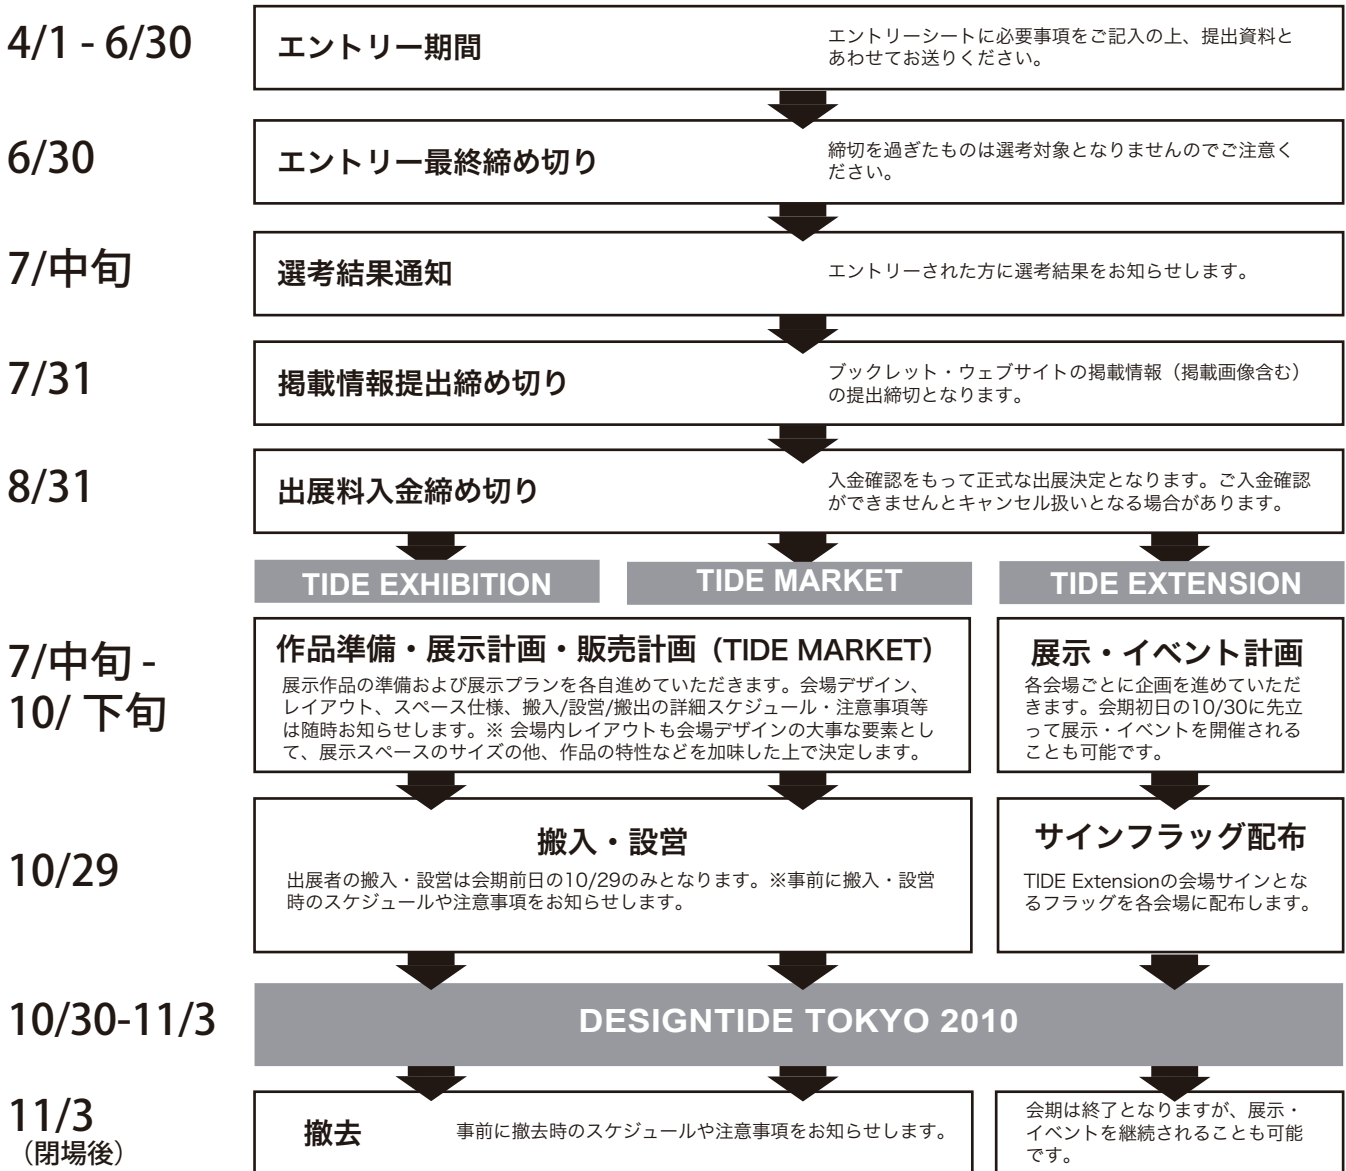 4/1 - 6/30
エントリー期間
エントリーシートに必要事項をご記入の上、提出資料と
あわせてお送りください。
6/30
エントリー最終締め切り
締切を過ぎたものは選考対象となりませんのでご注意く
ださい。
7/中旬
選考結果通知
エントリーされた方に選考結果をお知らせします。
7/31
掲載情報提出締め切り
ブックレット・ウェブサイトの掲載情報（掲載画像含む）
の提出締切となります。
8/31
出展料入金締め切り
入金確認をもって正式な出展決定となります。ご入金確認
ができませんとキャンセル扱いとなる場合があります。
TIDE EXHIBITION
TIDE MARKET
TIDE EXTENSION
7/中旬 -
10/ 下旬
作品準備・展示計画・販売計画（TIDE MARKET）
展示作品の準備および展示プランを各自進めていただきます。会場デザイン、
レイアウト、スペース仕様、搬入/設営/搬出の詳細スケジュール・注意事項等
は随時お知らせします。※ 会場内レイアウトも会場デザインの大事な要素とし
て、展示スペースのサイズの他、作品の特性などを加味した上で決定します。
展示・イベント計画
各会場ごとに企画を進めていただ
きます。会期初日の10/30に先立
って展示・イベントを開催される
ことも可能です。
10/29
搬入・設営
出展者の搬入・設営は会期前日の10/29のみとなります。※事前に搬入・設営
時のスケジュールや注意事項をお知らせします。
サインフラッグ配布
TIDE Extensionの会場サインとな
るフラッグを各会場に配布します。
10/30-11/3
DESIGNTIDE TOKYO 2010
11/3
（閉場後）
撤去
事前に撤去時のスケジュールや注意事項をお知らせします。
会期は終了となりますが、展示・
イベントを継続されることも可能
です。